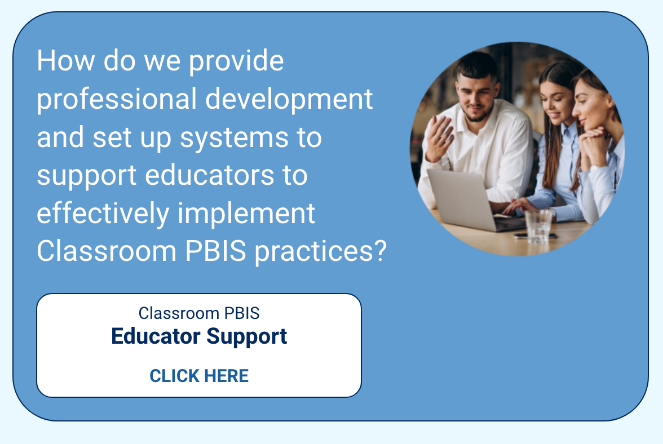 How do we provide
professional development
and set up systems to
support educators to
effectively implement
Classroom PBIS practices?
Classroom PBIS
Educator Support
CLICK HERE